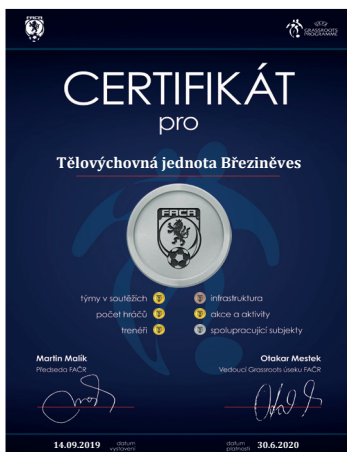 FAČR
UEFA
GRASSROOTS
PROGRAMME
CERTIFIKÁT
pro
Tělovýchovná jednota Březiněves
FAČR
týmy v soutěžích
infrastruktura
počet hráčů
akce a aktivity
trenéři
spolupracující subjekty
Martin Malík
Otakar Mestek
Předseda FAČR
Vedoucí Grassroots úseku FAČR
14.09.2019 datum vystavení
datum platnosti 30.6.2020